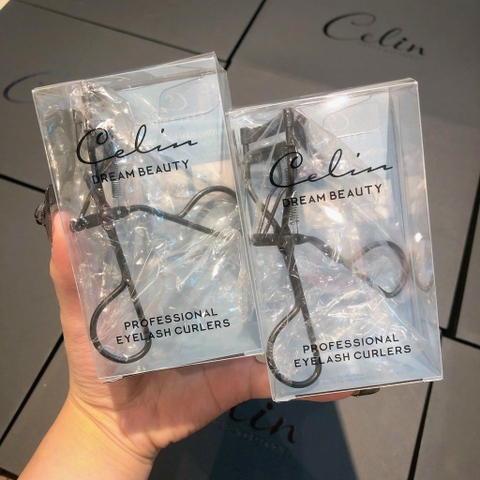 Celin
Celin
DREAM BEAUTY
PROFESSIONAL
EYELASH CURLERS
Celin
DREAM BEAUTY
PROFESSIONAL
EYELASH CURLERS